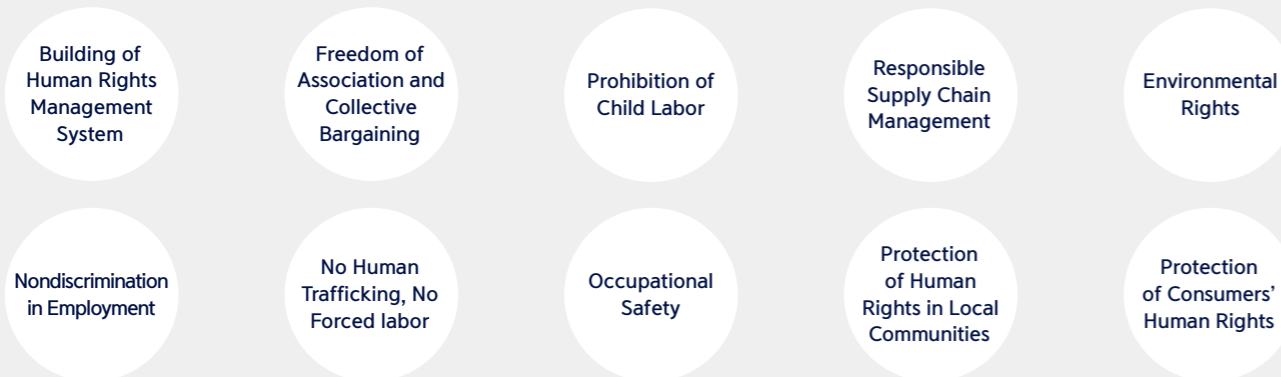 Building of
Human Rights
Management
System
Freedom of
Association and
Collective
Bargaining
Prohibition of
Child Labor
Responsible
Supply Chain
Management
Environmental
Rights
Nondiscrimination
in Employment
No Human
Trafficking, No
Forced labor
Occupational
Safety
Protection
of Human
Rights in Local
Communities
Protection
of Consumers’
Human Rights